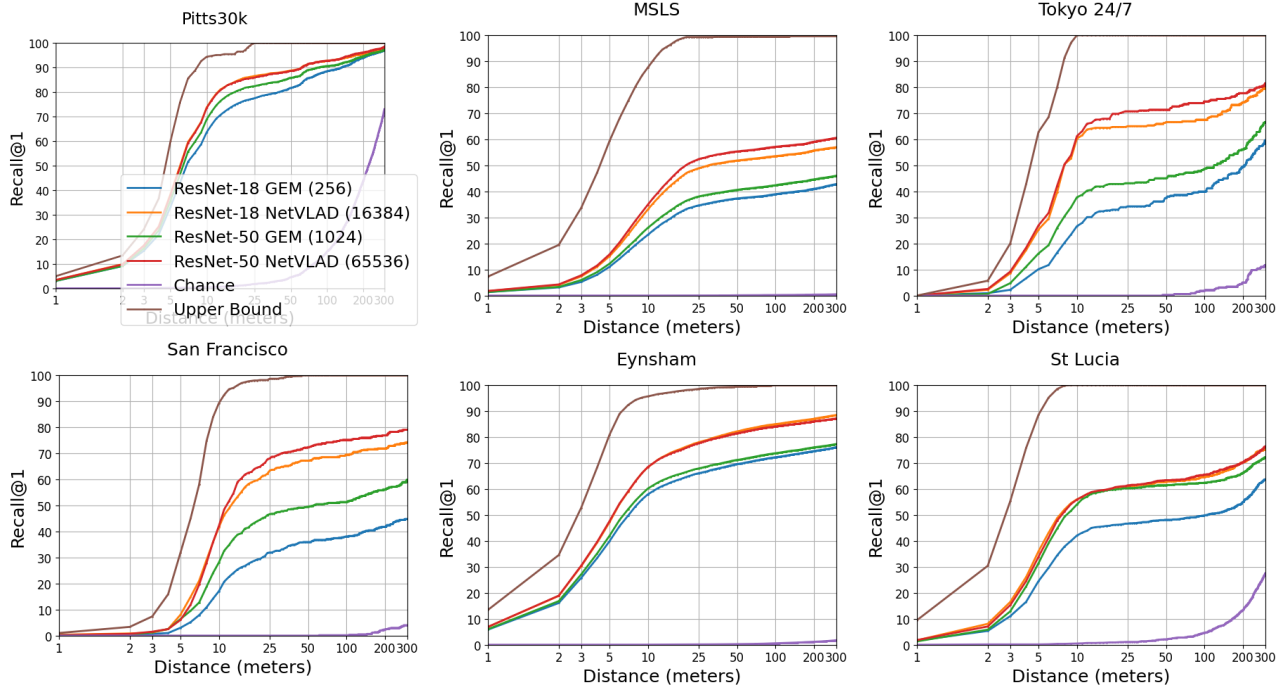 Pitts30k
Recall@1
100
90
80
70
60
50
40
30
20
10
0
1 2 3 5 10 25 50 100 200 300
Distance (meters)
ResNet-18 GEM (256)
ResNet-18 NetVLAD (16384)
ResNet-50 GEM (1024)
ResNet-50 NetVLAD (65536)
Chance
Upper Bound
MSLS
Recall@1
100
90
80
70
60
50
40
30
20
10
0
1 2 3 5 10 25 50 100 200 300
Distance (meters)
Tokyo 24/7
Recall@1
100
90
80
70
60
50
40
30
20
10
0
1 2 3 5 10 25 50 100 200 300
Distance (meters)
San Francisco
Recall@1
100
90
80
70
60
50
40
30
20
10
0
1 2 3 5 10 25 50 100 200 300
Distance (meters)
Eynsham
Recall@1
100
90
80
70
60
50
40
30
20
10
0
1 2 3 5 10 25 50 100 200 300
Distance (meters)
St Lucia
Recall@1
100
90
80
70
60
50
40
30
20
10
0
1 2 3 5 10 25 50 100 200 300
Distance (meters)